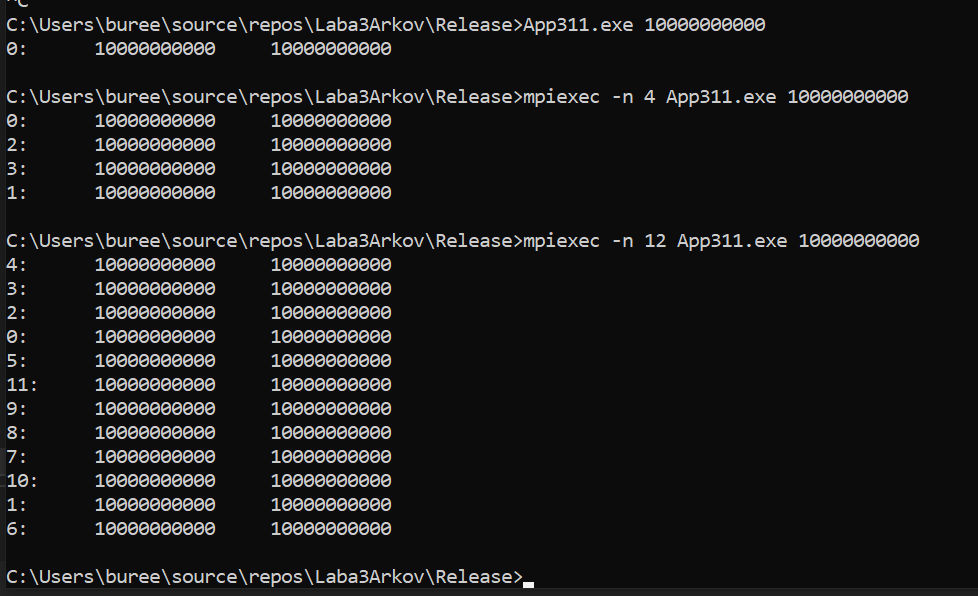 ^C
C:\Users\buree\source\repos\Laba3Arkov\Release>App311.exe 10000000000
0:      10000000000     10000000000
C:\Users\buree\source\repos\Laba3Arkov\Release>mpiexec -n 4 App311.exe 10000000000
0:      10000000000     10000000000
2:      10000000000     10000000000
3:      10000000000     10000000000
1:      10000000000     10000000000
C:\Users\buree\source\repos\Laba3Arkov\Release>mpiexec -n 12 App311.exe 10000000000
4:      10000000000     10000000000
3:      10000000000     10000000000
2:      10000000000     10000000000
0:      10000000000     10000000000
5:      10000000000     10000000000
11:     10000000000     10000000000
9:      10000000000     10000000000
8:      10000000000     10000000000
7:      10000000000     10000000000
10:     10000000000     10000000000
1:      10000000000     10000000000
6:      10000000000     10000000000
C:\Users\buree\source\repos\Laba3Arkov\Release>